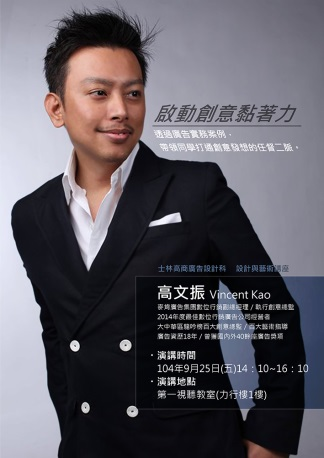 啟動創意黏著力
透過廣告實務案例，
帶領同學打通創意發想的任督二脈。
士林高商廣告設計科　設計與藝術講座
高文振 Vincent Kao
麥肯廣告集團數位行銷副總經理 / 執行創意總監
2014年度最佳數位行銷廣告公司經營者
大中華區龍吟榜百大創意總監 / 百大藝術指導
廣告資歷18年 / 曾獲國內外40餘座廣告獎項
·演講時間
104年9月25日(五)14：10~16：10
·演講地點
第一視聽教室(力行樓1樓)